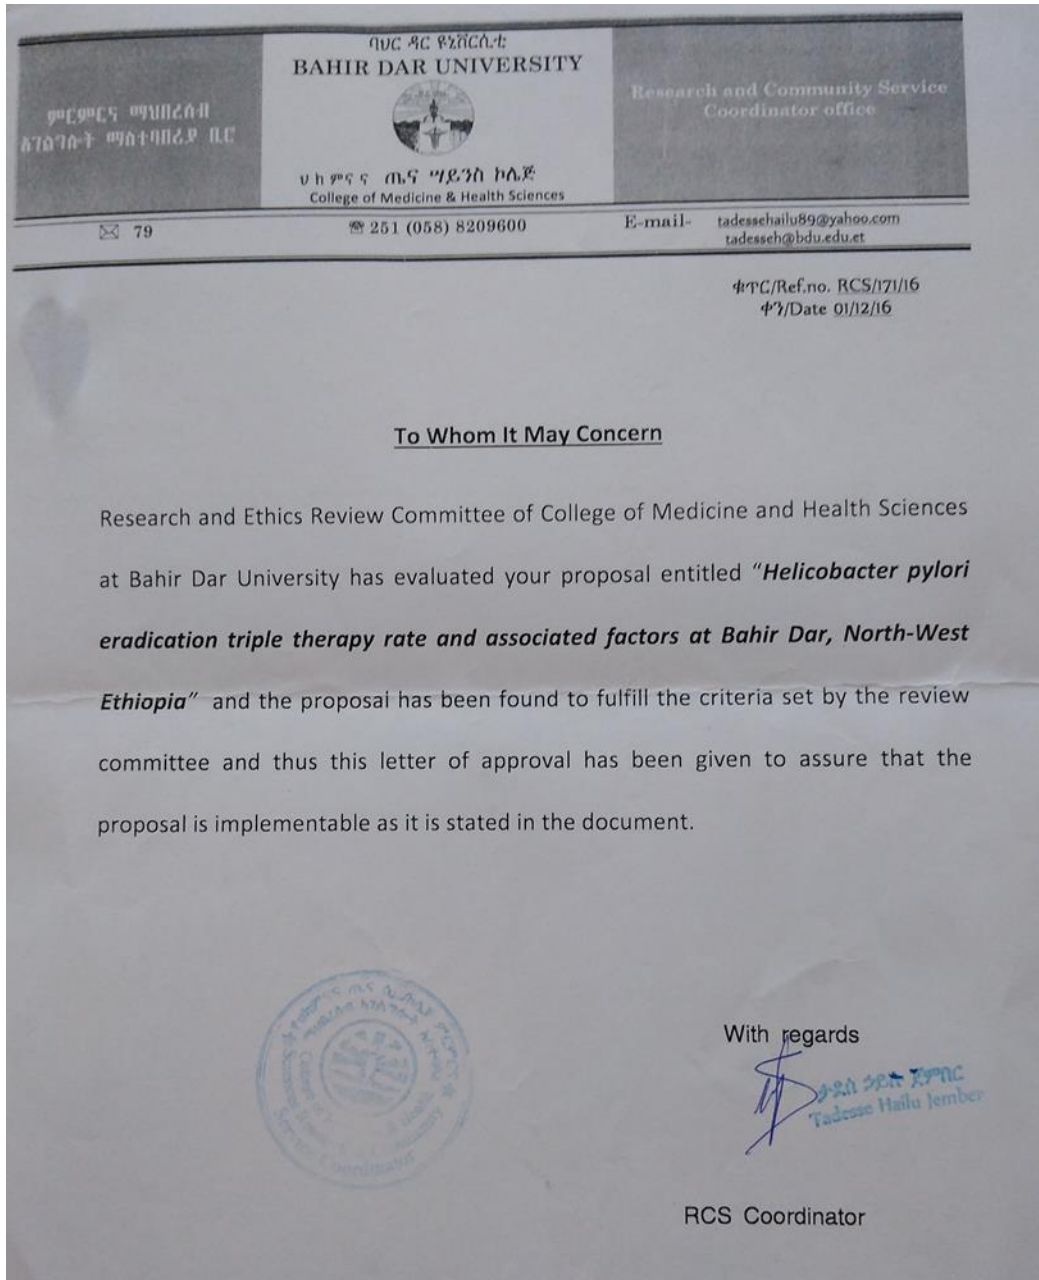 ባህር ዳር ዩኒቨርሲቲ
BAHIR DAR UNIVERSITY
ምርምርና ማህበረሰብ
አገልግሎት ማስተባበሪያ ቢሮ
Research and Community Service
Coordinator office
ህክምናና ጤና ሣይንስ ኮሌጅ
College of Medicine & Health Sciences
✉ 79
☎ 251 (058) 8209600
E-mail- tadessehailu89@yahoo.com
tadesseh@bdu.edu.et
ቁጥር/Ref.no. RCS/171/16
ቀን/Date 01/12/16
To Whom It May Concern
Research and Ethics Review Committee of College of Medicine and Health Sciences
at Bahir Dar University has evaluated your proposal entitled "Helicobacter pylori
eradication triple therapy rate and associated factors at Bahir Dar, North-West
Ethiopia" and the proposal has been found to fulfill the criteria set by the review
committee and thus this letter of approval has been given to assure that the
proposal is implementable as it is stated in the document.
With regards
ታደሰ ኃይሉ ጀምበር
Tadesse Hailu Jember
RCS Coordinator